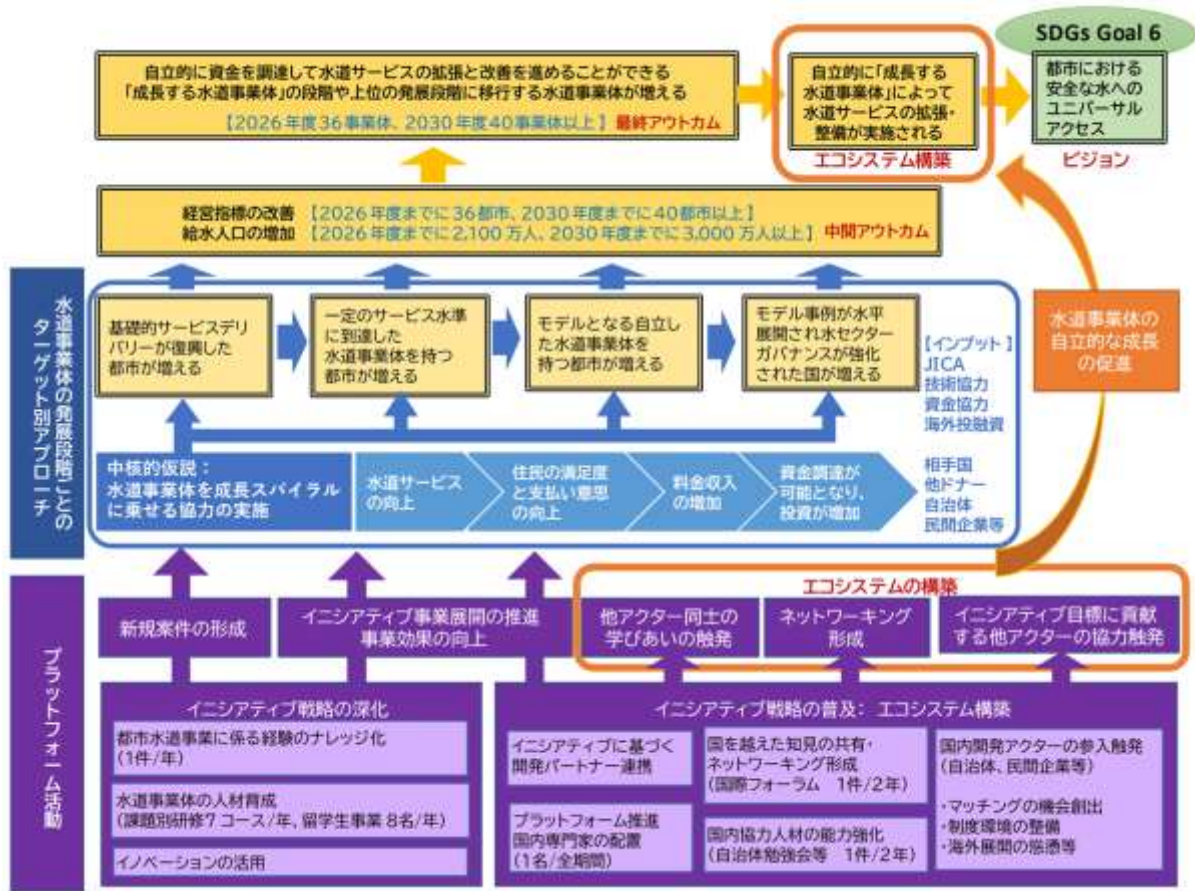 SDGs Goal 6
自立的に資金を調達して水道サービスの拡張と改善を進めることができる
「成長する水道事業体」の段階や上位の発展段階に移行する水道事業体が増える
【2026年度36事業体、2030年度40事業体以上】最終アウトカム
自立的に「成長する
水道事業体」によって
水道サービスの拡張・
整備が実施される
エコシステム構築
都市における
安全な水への
ユニバーサル
アクセス
ビジョン
経営指標の改善 【2026年度までに36都市、2030年度までに40都市以上】
給水人口の増加 【2026年度までに2,100万人、2030年度までに3,000万人以上】中間アウトカム
水道事業体の発展段階ごとの
ターゲット別アプローチ
基礎的サービスデリ
バリーが復興した
都市が増える
一定のサービス水準
に到達した
水道事業体を持つ
都市が増える
モデルとなる自立し
た水道事業体を
持つ都市が増える
モデル事例が水平
展開され水セクター
ガバナンスが強化
された国が増える
【インプット】
JICA
技術協力
資金協力
海外投融資
相手国
他ドナー
自治体
民間企業等
水道事業体の
自立的な成長
の促進
中核的仮説:
水道事業体を成長スパイラル
に乗せる協力の実施
水道サービス
の向上
住民の満足度
と支払い意思
の向上
料金収入
の増加
資金調達が
可能となり、
投資が増加
プラットフォーム活動
エコシステムの構築
新規案件の形成
イニシアティブ事業展開の推進
事業効果の向上
他アクター同士の
学びあいの触発
ネットワーキング
形成
イニシアティブ目標に貢献
する他アクターの協力触発
イニシアティブ戦略の深化
都市水道事業に係る経験のナレッジ化
(1件/年)
水道事業体の人材育成
(課題別研修7コース/年、留学生事業8名/年)
イノベーションの活用
イニシアティブ戦略の普及: エコシステム構築
イニシアティブに基づく
開発パートナー連携
プラットフォーム推進
国内専門家の配置
(1名/全期間)
国を越えた知見の共有・
ネットワーキング形成
(国際フォーラム 1件/2年)
国内協力人材の能力強化
(自治体勉強会等 1件/2年)
国内開発アクターの参入触発
(自治体、民間企業等)
・マッチングの機会創出
・制度環境の整備
・海外展開の慫慂等